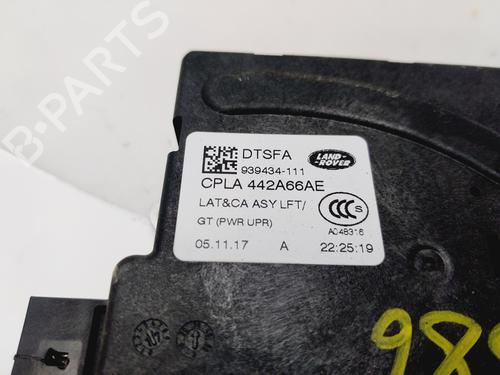 B-PARTS
DTSFA
LAND-
ROVER
939434-111
CPLA 442A66AE
LAT&CA ASY LFT/
GT (PWR UPR)
CCC S
A048316
05.11.17 A 22:25:19